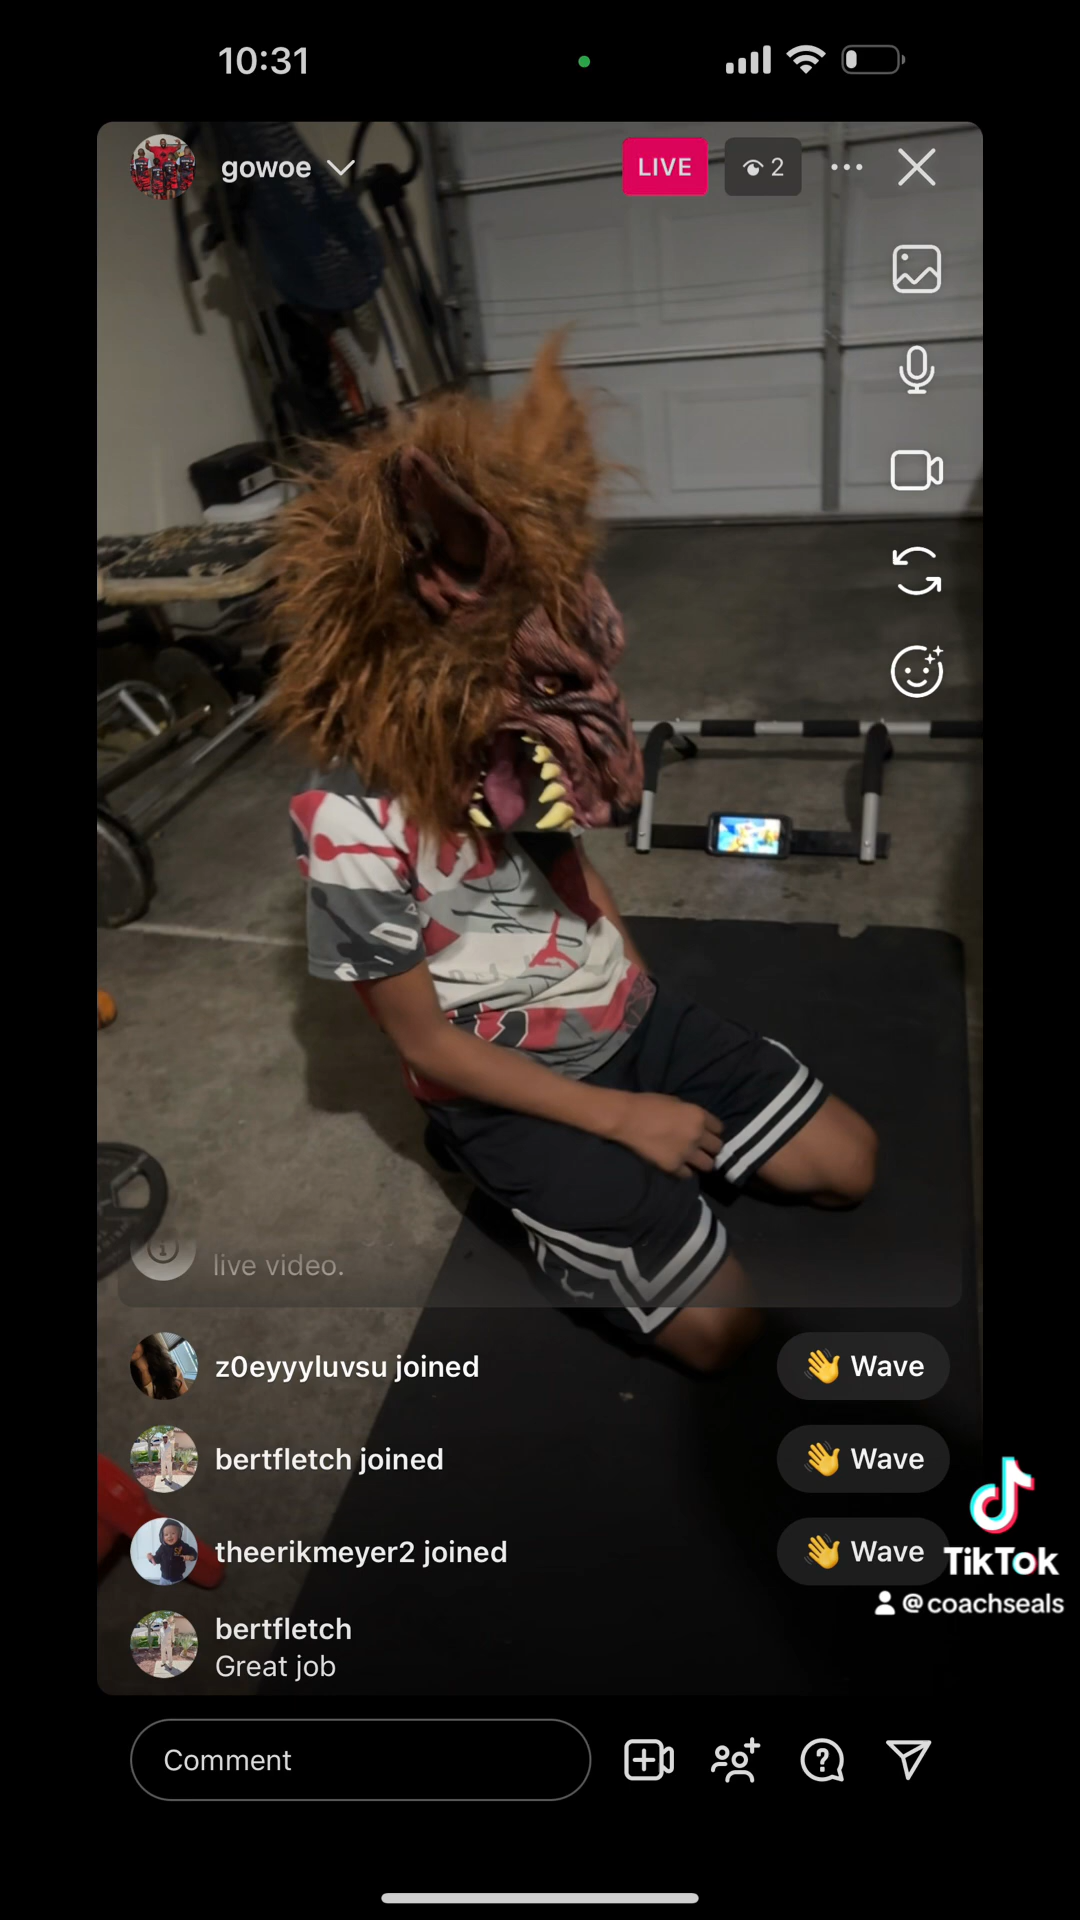 10:31
gowoe
LIVE
2
live video.
z0eyyyluvsu joined
👋 Wave
bertfletch joined
👋 Wave
theerikmeyer2 joined
👋 Wave
TikTok
@coachseals
bertfletch
Great job
Comment